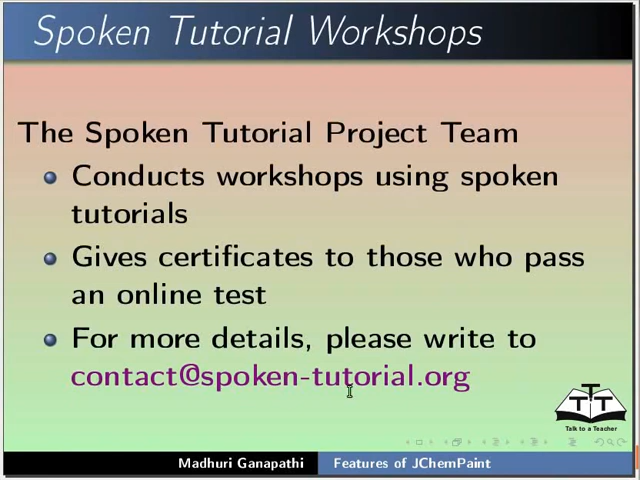 Spoken Tutorial Workshops
The Spoken Tutorial Project Team
Conducts workshops using spoken
tutorials
Gives certificates to those who pass
an online test
For more details, please write to
contact@spoken-tutorial.org
TTT
Talk to a Teacher
Madhuri Ganapathi Features of JChemPaint